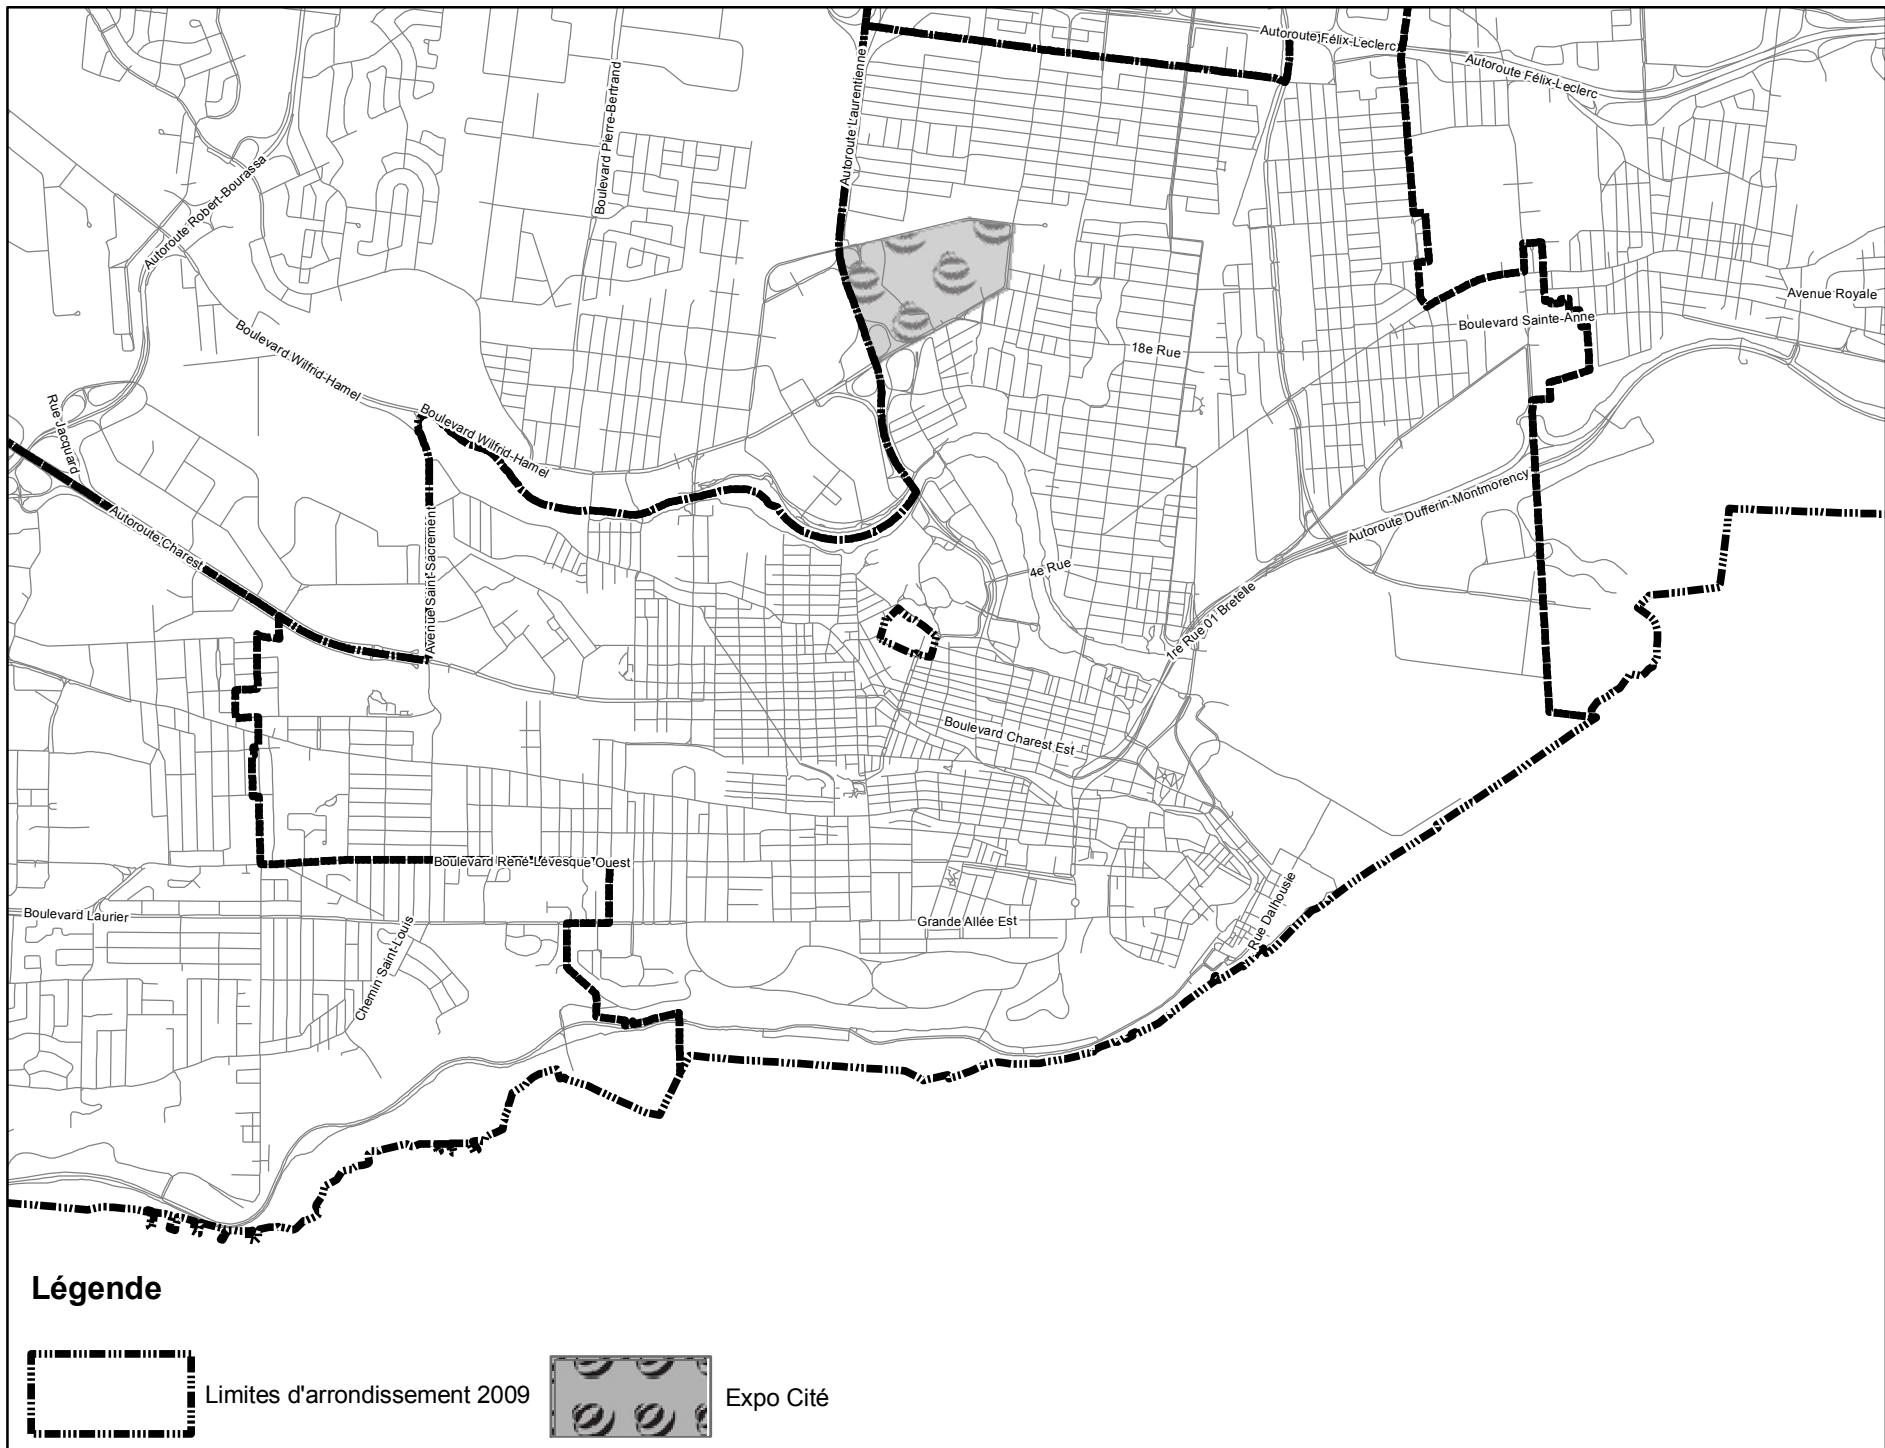 Autoroute Félix-Leclerc
Autoroute Félix-Leclerc
Autoroute Laurentienne
Boulevard Pierre-Bertrand
Autoroute Robert-Bourassa
Avenue Royale
Boulevard Sainte-Anne
18e Rue
Boulevard Wilfrid-Hamel
Boulevard Wilfrid-Hamel
Rue Jacquard
Autoroute Charest
Avenue Saint-Sacrement
Autoroute Dufferin-Montmorency
4e Rue
1re Rue 01 Bretelle
Boulevard Charest Est
Boulevard René-Lévesque Ouest
Boulevard Laurier
Chemin Saint-Louis
Grande Allée Est
Rue Dalhousie
Légende
Limites d'arrondissement 2009
Expo Cité